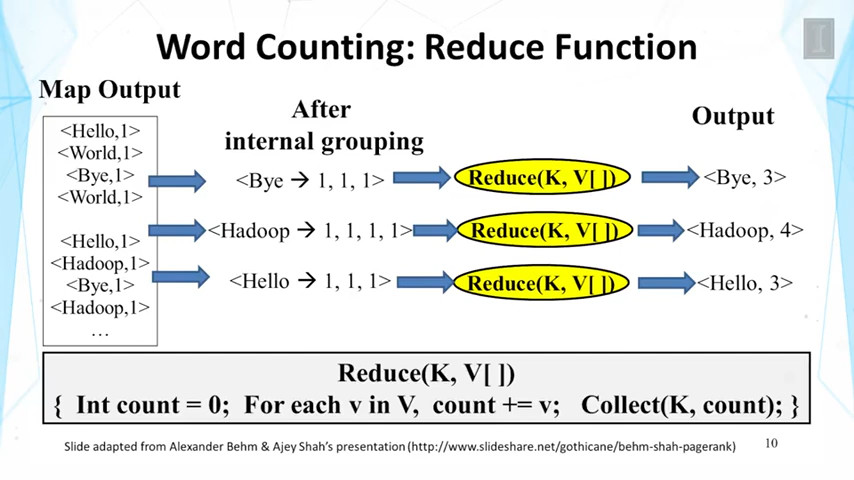 Word Counting: Reduce Function
Map Output
After
internal grouping
Output
<Hello,1>
<World,1>
<Bye,1>
<World,1>
<Hello,1>
<Hadoop,1>
<Bye,1>
<Hadoop,1>
…
<Bye → 1, 1, 1>
Reduce(K, V[ ])
<Bye, 3>
<Hadoop → 1, 1, 1, 1>
Reduce(K, V[ ])
<Hadoop, 4>
<Hello → 1, 1, 1>
Reduce(K, V[ ])
<Hello, 3>
Reduce(K, V[ ])
{ Int count = 0; For each v in V, count += v; Collect(K, count); }
Slide adapted from Alexander Behm & Ajey Shah's presentation (http://www.slideshare.net/gothicane/behm-shah-pagerank)
10